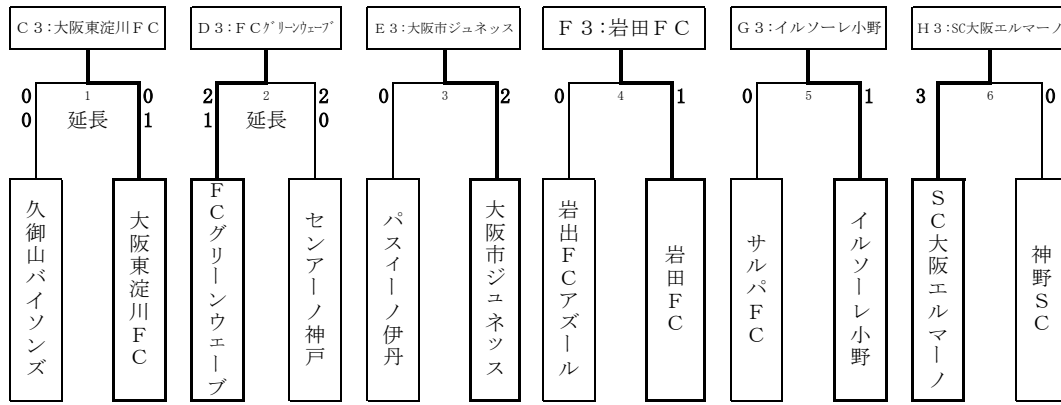 C3:大阪東淀川FC
D3:FCグリーンウェーブ
E3:大阪市ジュネッス
F3:岩田FC
G3:イルソーレ小野
H3:SC大阪エルマーノ
0 1 0
0 延長 1
2 2 2
1 延長 0
0 3 2
0 4 1
0 5 1
3 6 0
久御山バイソンズ
大阪東淀川FC
FCグリーンウェーブ
センアーノ神戸
パスイーノ伊丹
大阪市ジュネッス
岩出FCアズール
岩田FC
サルパFC
イルソーレ小野
SC大阪エルマーノ
神野SC